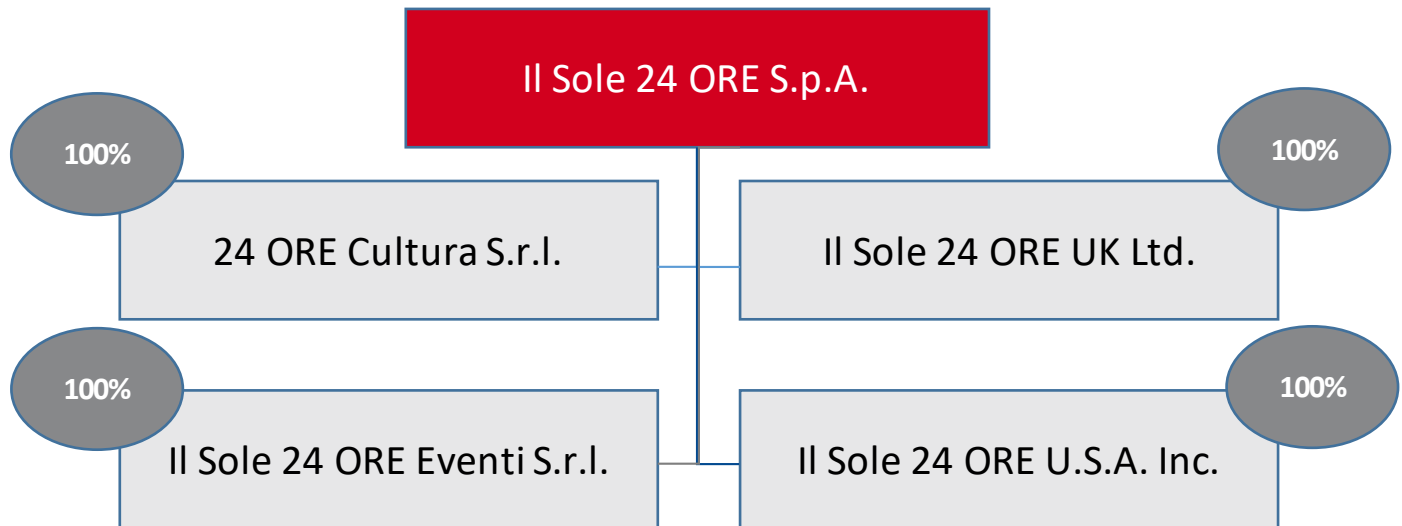 Il Sole 24 ORE S.p.A.
100%
100%
24 ORE Cultura S.r.l.
Il Sole 24 ORE UK Ltd.
100%
100%
Il Sole 24 ORE Eventi S.r.l.
Il Sole 24 ORE U.S.A. Inc.